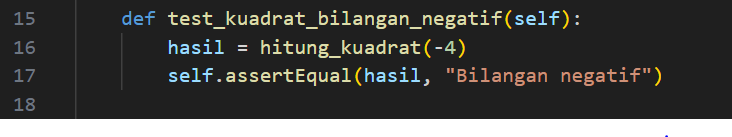 15 def test_kuadrat_bilangan_negatif(self):
16 hasil = hitung_kuadrat(-4)
17 self.assertEqual(hasil, "Bilangan negatif")
18